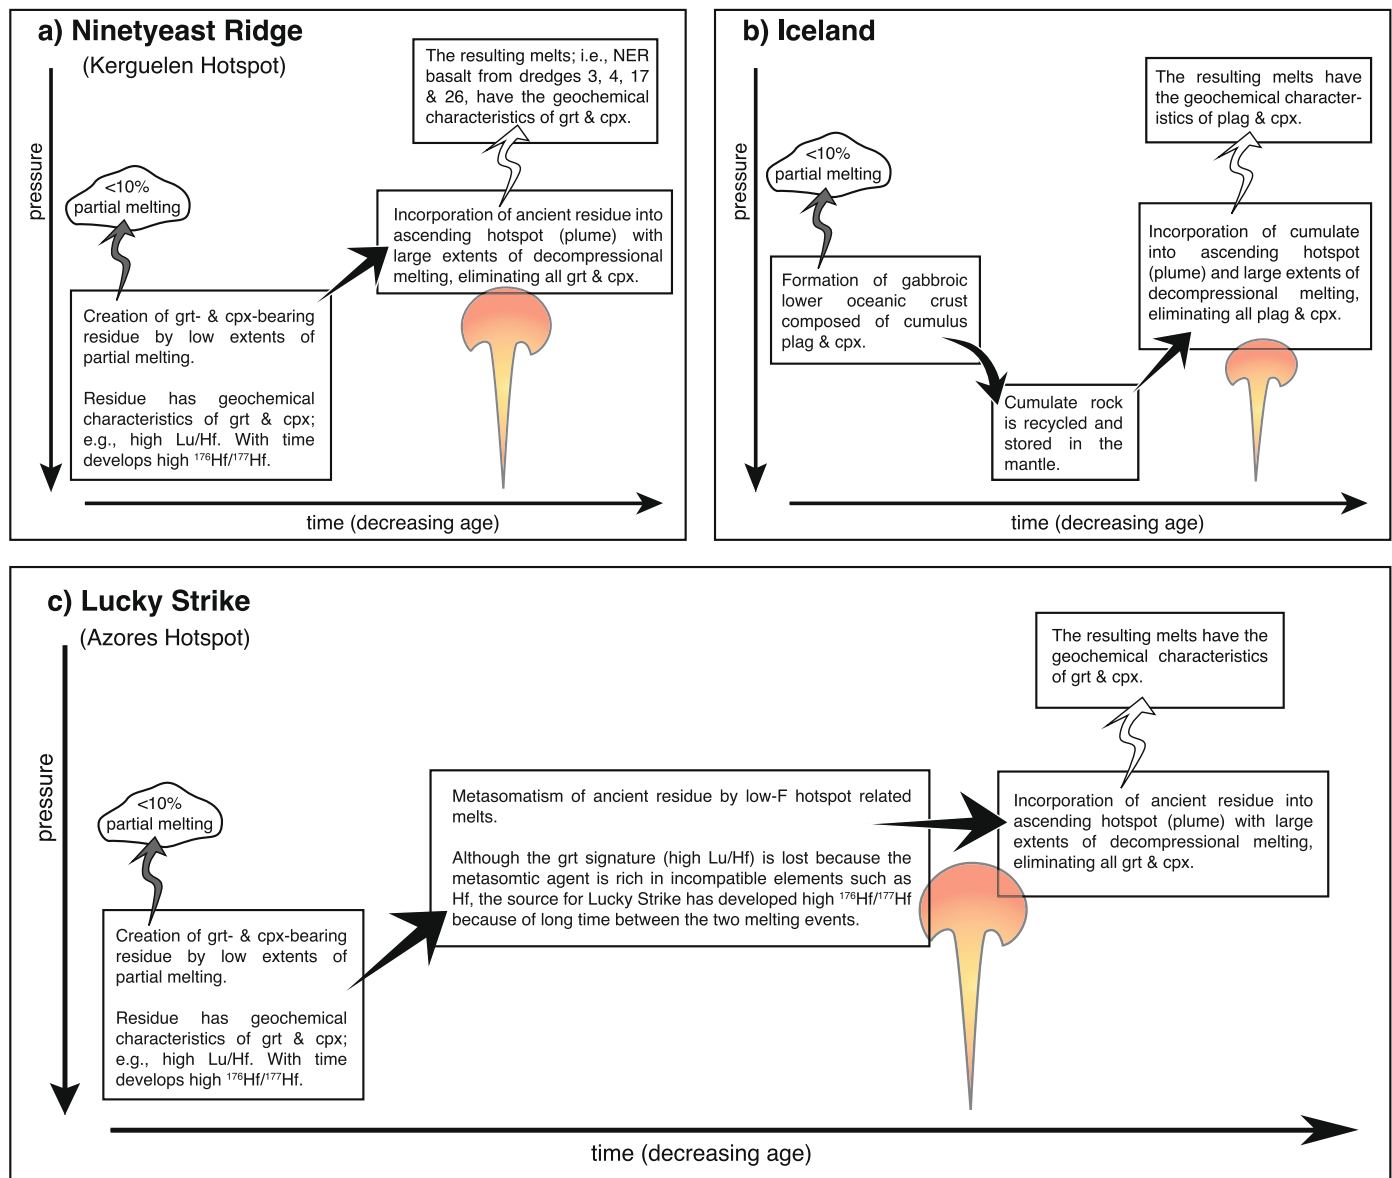 a) Ninetyeast Ridge
(Kerguelen Hotspot)
pressure
<10%
partial melting
Creation of grt- & cpx-bearing
residue by low extents of
partial melting.
Residue has geochemical
characteristics of grt & cpx;
e.g., high Lu/Hf. With time
develops high ¹⁷⁶Hf/¹⁷⁷Hf.
The resulting melts; i.e., NER
basalt from dredges 3, 4, 17
& 26, have the geochemical
characteristics of grt & cpx.
Incorporation of ancient residue into
ascending hotspot (plume) with
large extents of decompressional
melting, eliminating all grt & cpx.
time (decreasing age)
b) Iceland
pressure
<10%
partial melting
Formation of gabbroic
lower oceanic crust
composed of cumulus
plag & cpx.
Cumulate rock
is recycled and
stored in the
mantle.
The resulting melts have
the geochemical character-
istics of plag & cpx.
Incorporation of cumulate
into ascending hotspot
(plume) and large extents of
decompressional melting,
eliminating all plag & cpx.
time (decreasing age)
c) Lucky Strike
(Azores Hotspot)
pressure
<10%
partial melting
Creation of grt- & cpx-bearing
residue by low extents of
partial melting.
Residue has geochemical
characteristics of grt & cpx;
e.g., high Lu/Hf. With time
develops high ¹⁷⁶Hf/¹⁷⁷Hf.
Metasomatism of ancient residue by low-F hotspot related
melts.
Although the grt signature (high Lu/Hf) is lost because the
metasomtic agent is rich in incompatible elements such as
Hf, the source for Lucky Strike has developed high ¹⁷⁶Hf/¹⁷⁷Hf
because of long time between the two melting events.
The resulting melts have the
geochemical characteristics
of grt & cpx.
Incorporation of ancient residue into
ascending hotspot (plume) with large
extents of decompressional melting,
eliminating all grt & cpx.
time (decreasing age)